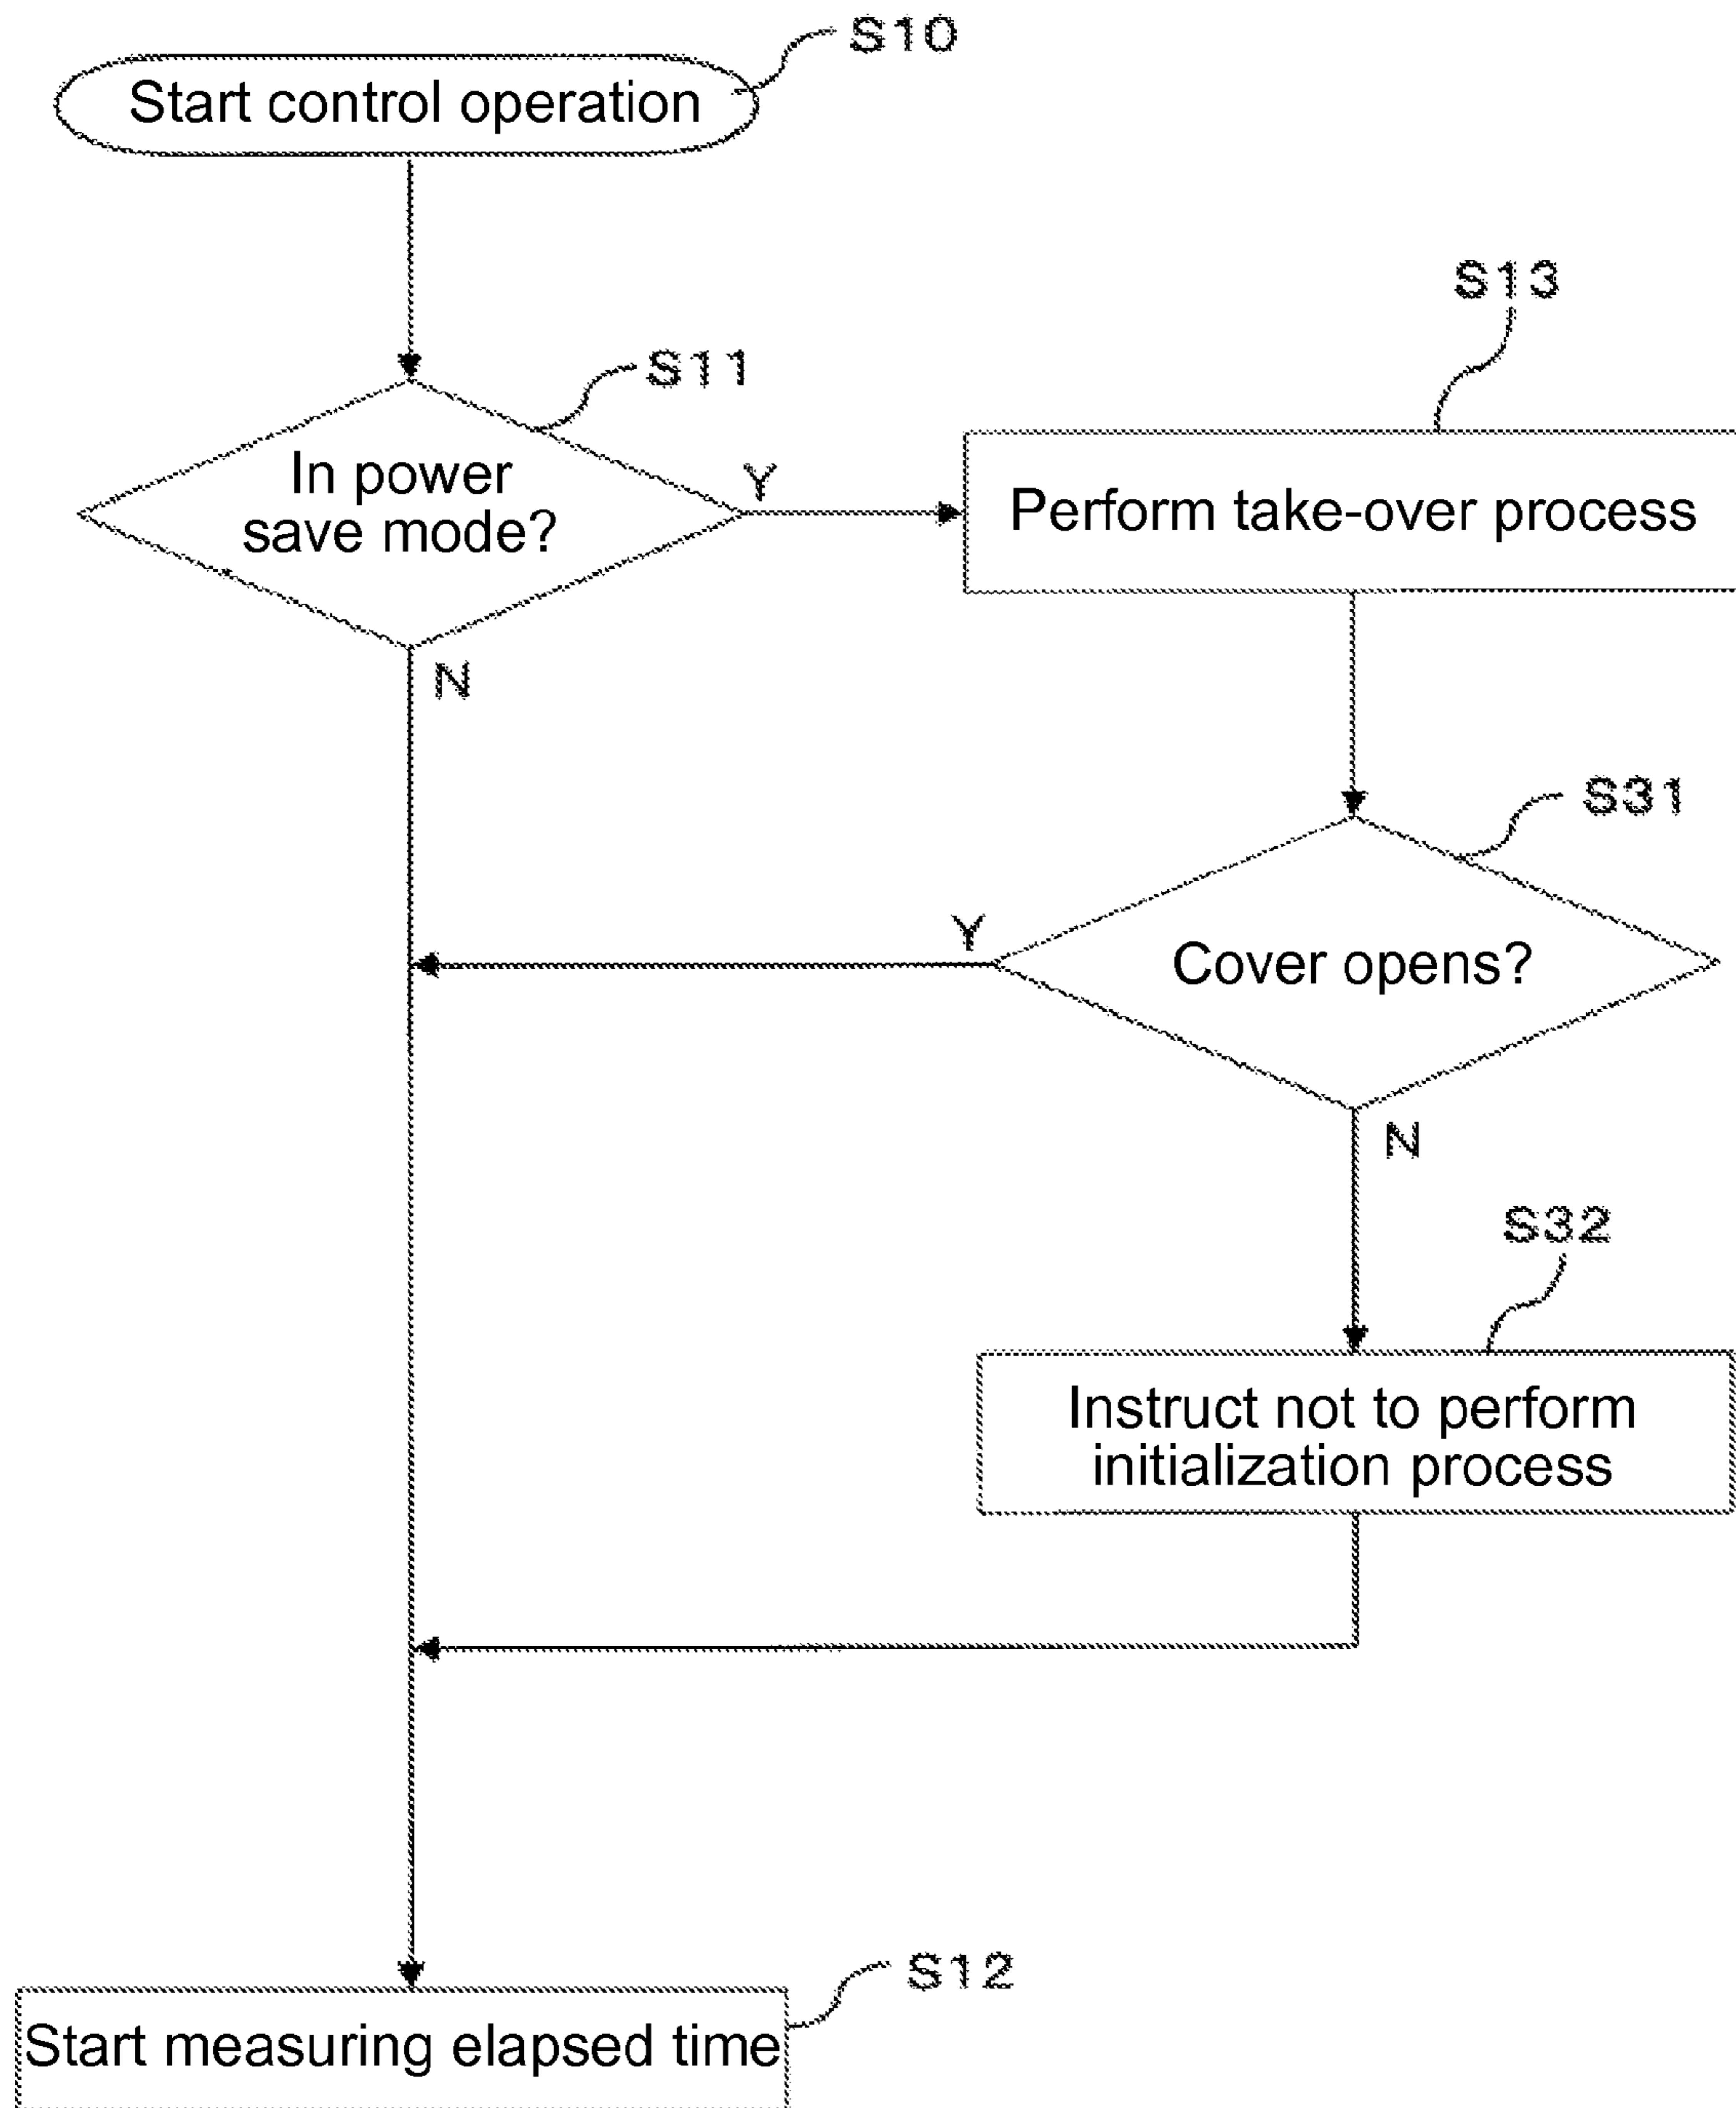 S10
Start control operation
S13
S11
In power
save mode?
Y
Perform take-over process
N
S31
Y
Cover opens?
N
S32
Instruct not to perform
initialization process
S12
Start measuring elapsed time